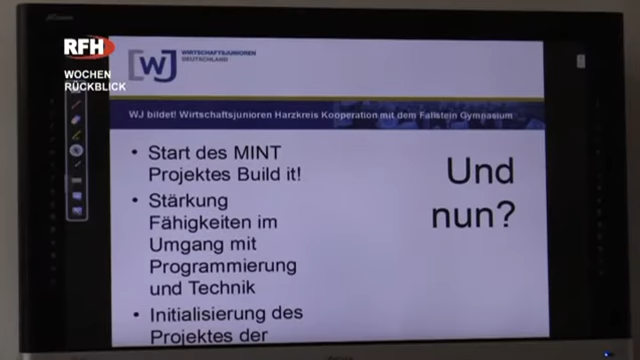 RFH
WOCHEN
RÜCKBLICK
WJ
WIRTSCHAFTSJUNIOREN
DEUTSCHLAND
WJ bildet! Wirtschaftsjunioren Harzkreis Kooperation mit dem Fallstein Gymnasium
• Start des MINT
Projektes Build it!
• Stärkung
Fähigkeiten im
Umgang mit
Programmierung
und Technik
• Initialisierung des
Projektes der
Und
nun?